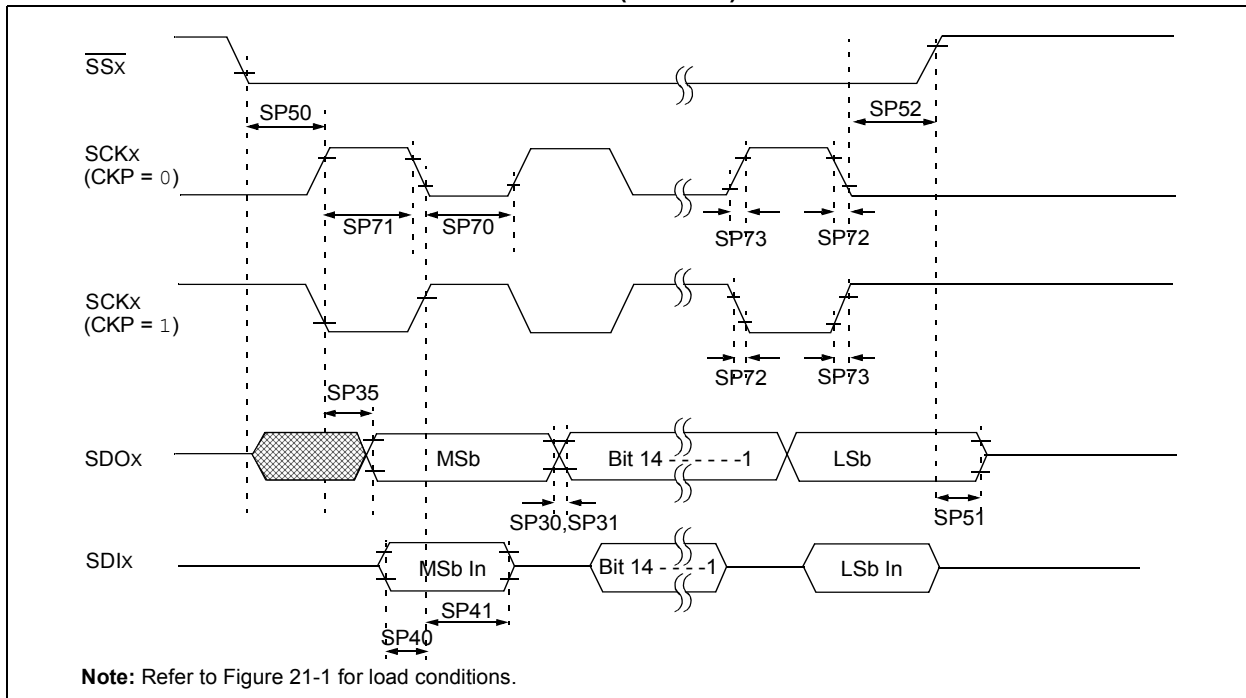 SSX
SP50
SP52
SCKX
(CKP = 0)
SP71
SP70
SP73
SP72
SCKX
(CKP = 1)
SP72
SP73
SP35
SDOX
MSb
Bit 14 - - - - - -1
LSb
SP30,SP31
SP51
SDIX
MSb In
Bit 14 - - - -1
LSb In
SP41
SP40
Note: Refer to Figure 21-1 for load conditions.